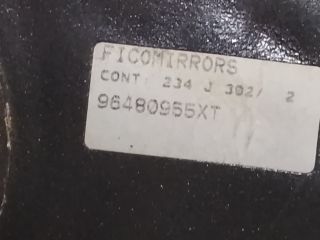 FICOMIRRORS
CONT: 234 J 302/ 2
96480955XT